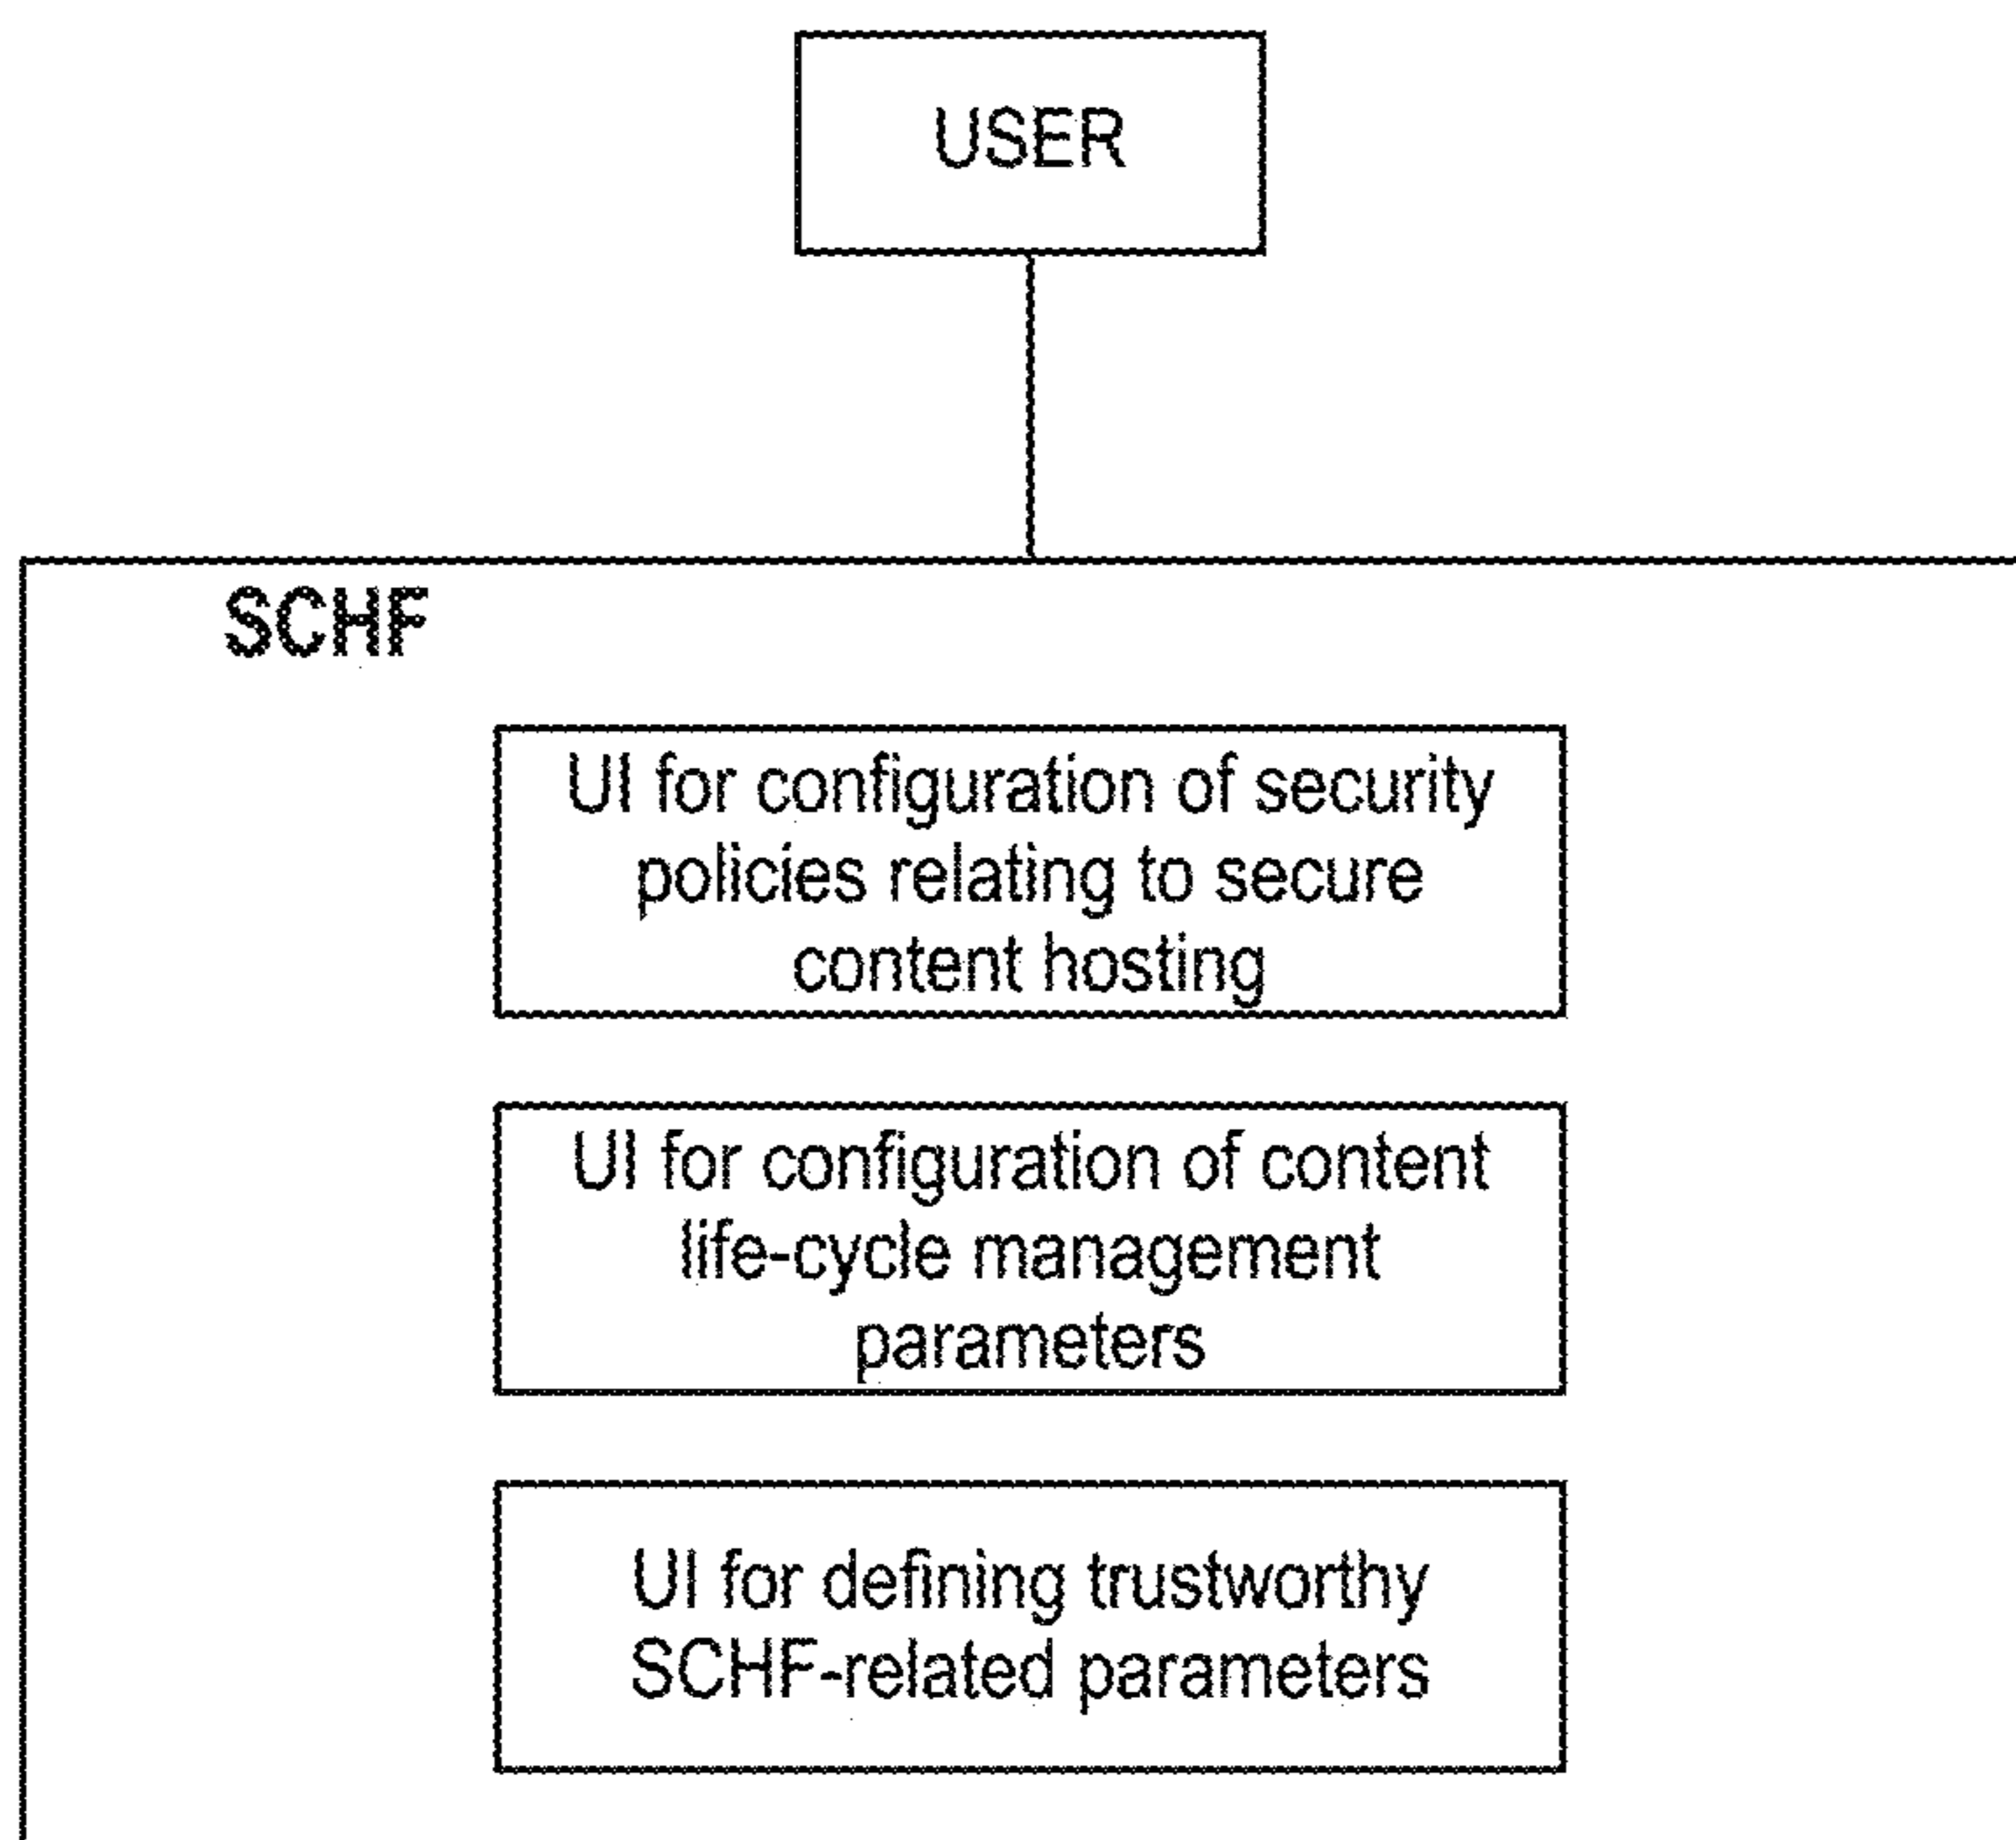 USER
SCHF
UI for configuration of security
policies relating to secure
content hosting
UI for configuration of content
life-cycle management
parameters
UI for defining trustworthy
SCHF-related parameters